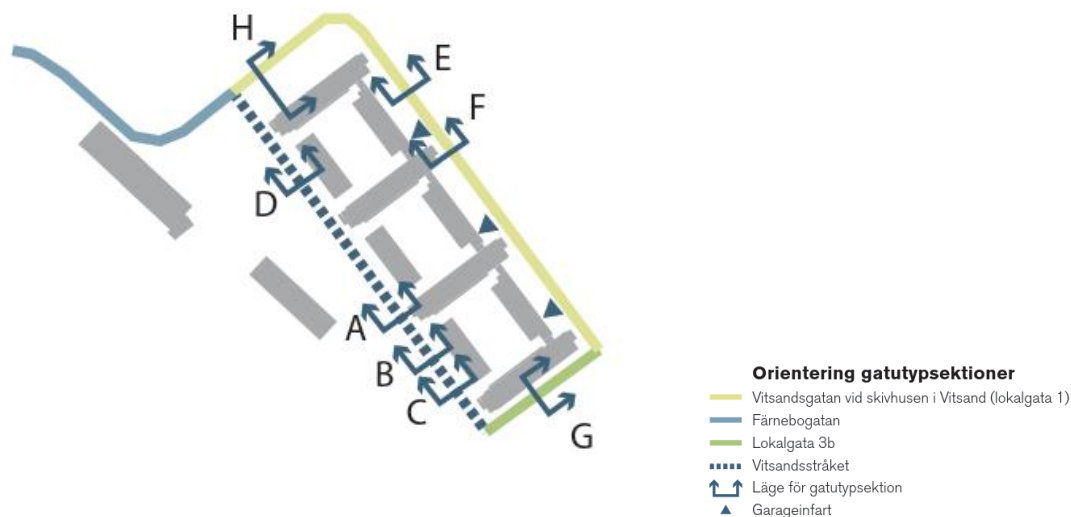 H
E
F
D
A
B
C
G
Orientering gatutypsektioner
Vitsandsgatan vid skivhusen i Vitsand (lokalgata 1)
Färnebogatan
Lokalgata 3b
Vitsandsstråket
Läge för gatutypsektion
Garageinfart